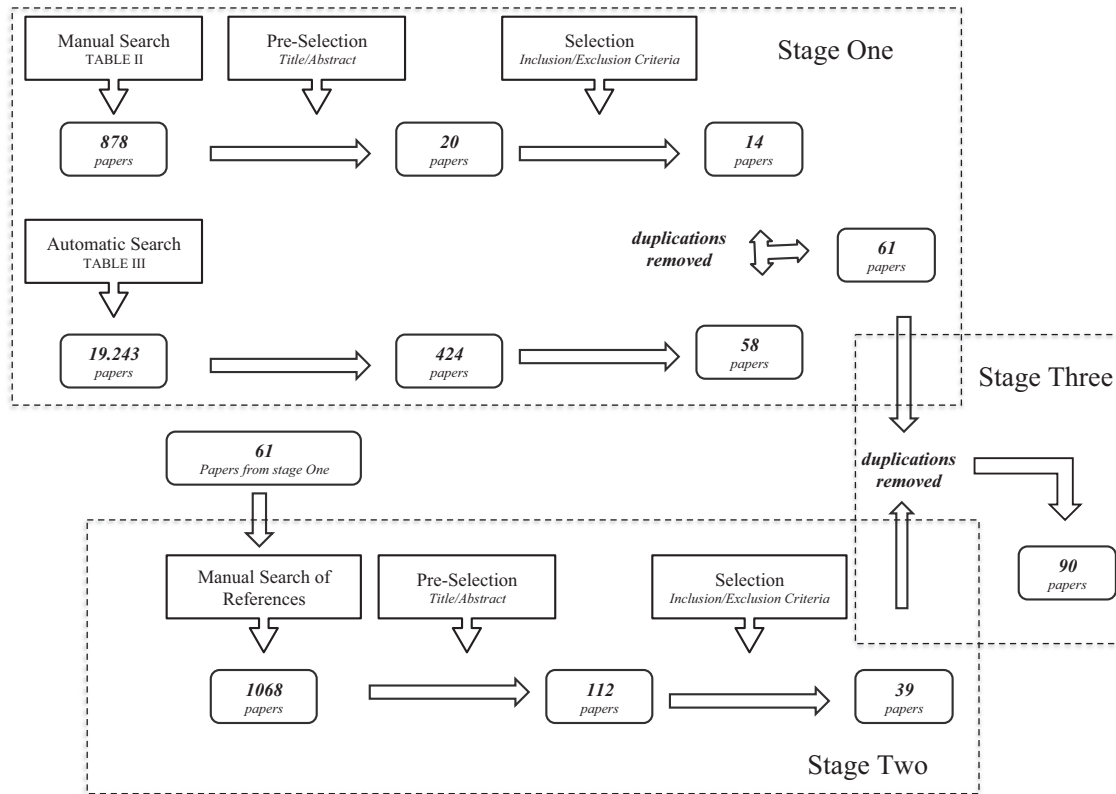 Manual Search
TABLE II
Pre-Selection
Title/Abstract
Selection
Inclusion/Exclusion Criteria
Stage One
878
papers
20
papers
14
papers
Automatic Search
TABLE III
duplications
removed
61
papers
19.243
papers
424
papers
58
papers
Stage Three
61
Papers from stage One
duplications
removed
90
papers
Manual Search of
References
Pre-Selection
Title/Abstract
Selection
Inclusion/Exclusion Criteria
1068
papers
112
papers
39
papers
Stage Two